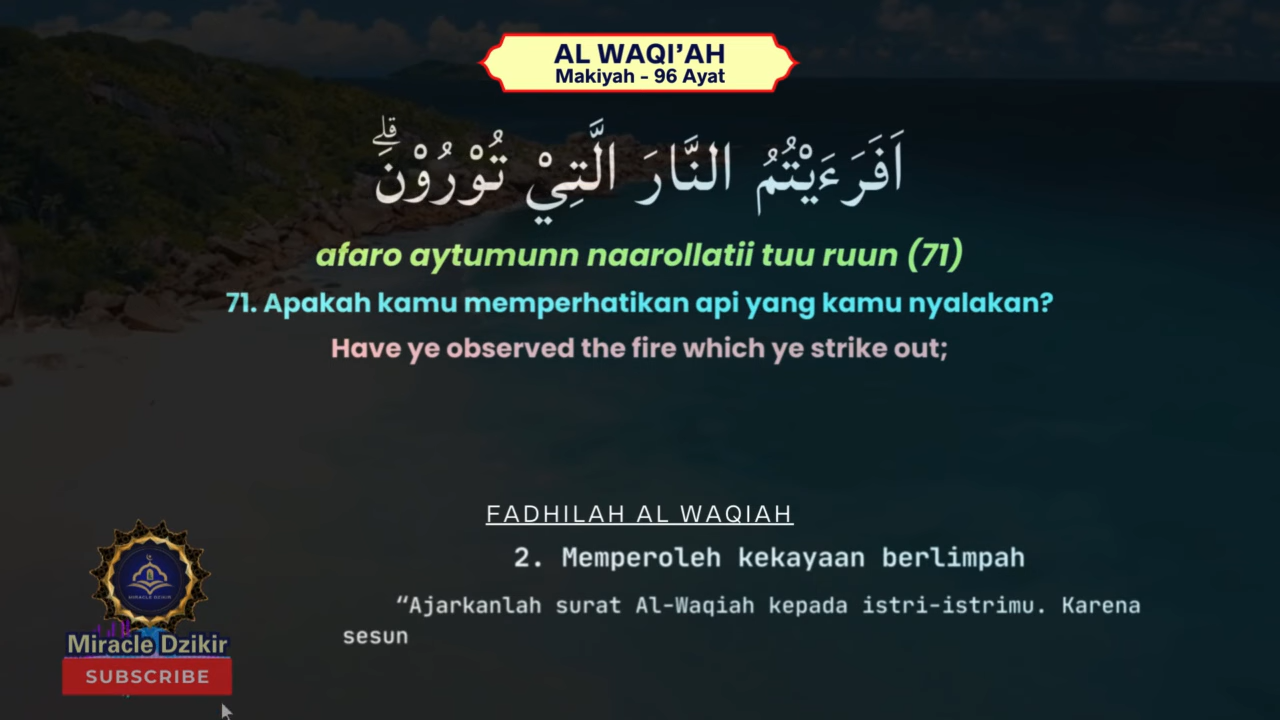 AL WAQI’AH
Makiyah - 96 Ayat
اَفَرَءَيْتُمُ النَّارَ الَّتِيْ تُوْرُوْنَۗ
afaro aytumunn naarollatii tuu ruun (71)
71. Apakah kamu memperhatikan api yang kamu nyalakan?
Have ye observed the fire which ye strike out;
FADHILAH AL WAQIAH
2. Memperoleh kekayaan berlimpah
“Ajarkanlah surat Al-Waqiah kepada istri-istrimu. Karena
sesun
MIRACLE DZIKIR
Miracle Dzikir
SUBSCRIBE